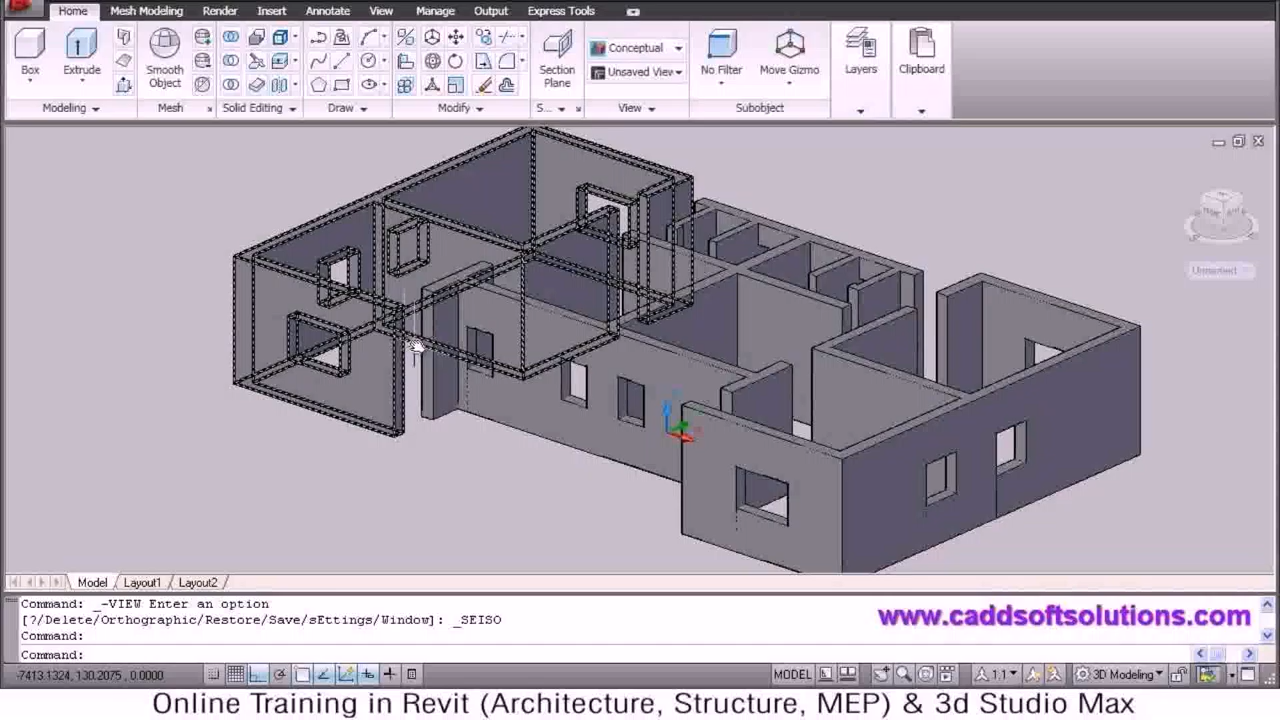 Home Mesh Modeling Render Insert Annotate View Manage Output Express Tools
Box Extrude Smooth Object Section Plane Conceptual Unsaved View No Filter Move Gizmo Layers Clipboard
Modeling Mesh Solid Editing Draw Modify S... View Subobject
Unnamed
Model Layout1 Layout2
Command: _-VIEW Enter an option
[?/Delete/Orthographic/Restore/Save/sEttings/Window]: _SEISO
Command:
Command:
www.caddsoftsolutions.com
-7413.1324, 130.2075 , 0.0000 MODEL 1:1 3D Modeling
Online Training in Revit (Architecture, Structure, MEP) & 3d Studio Max